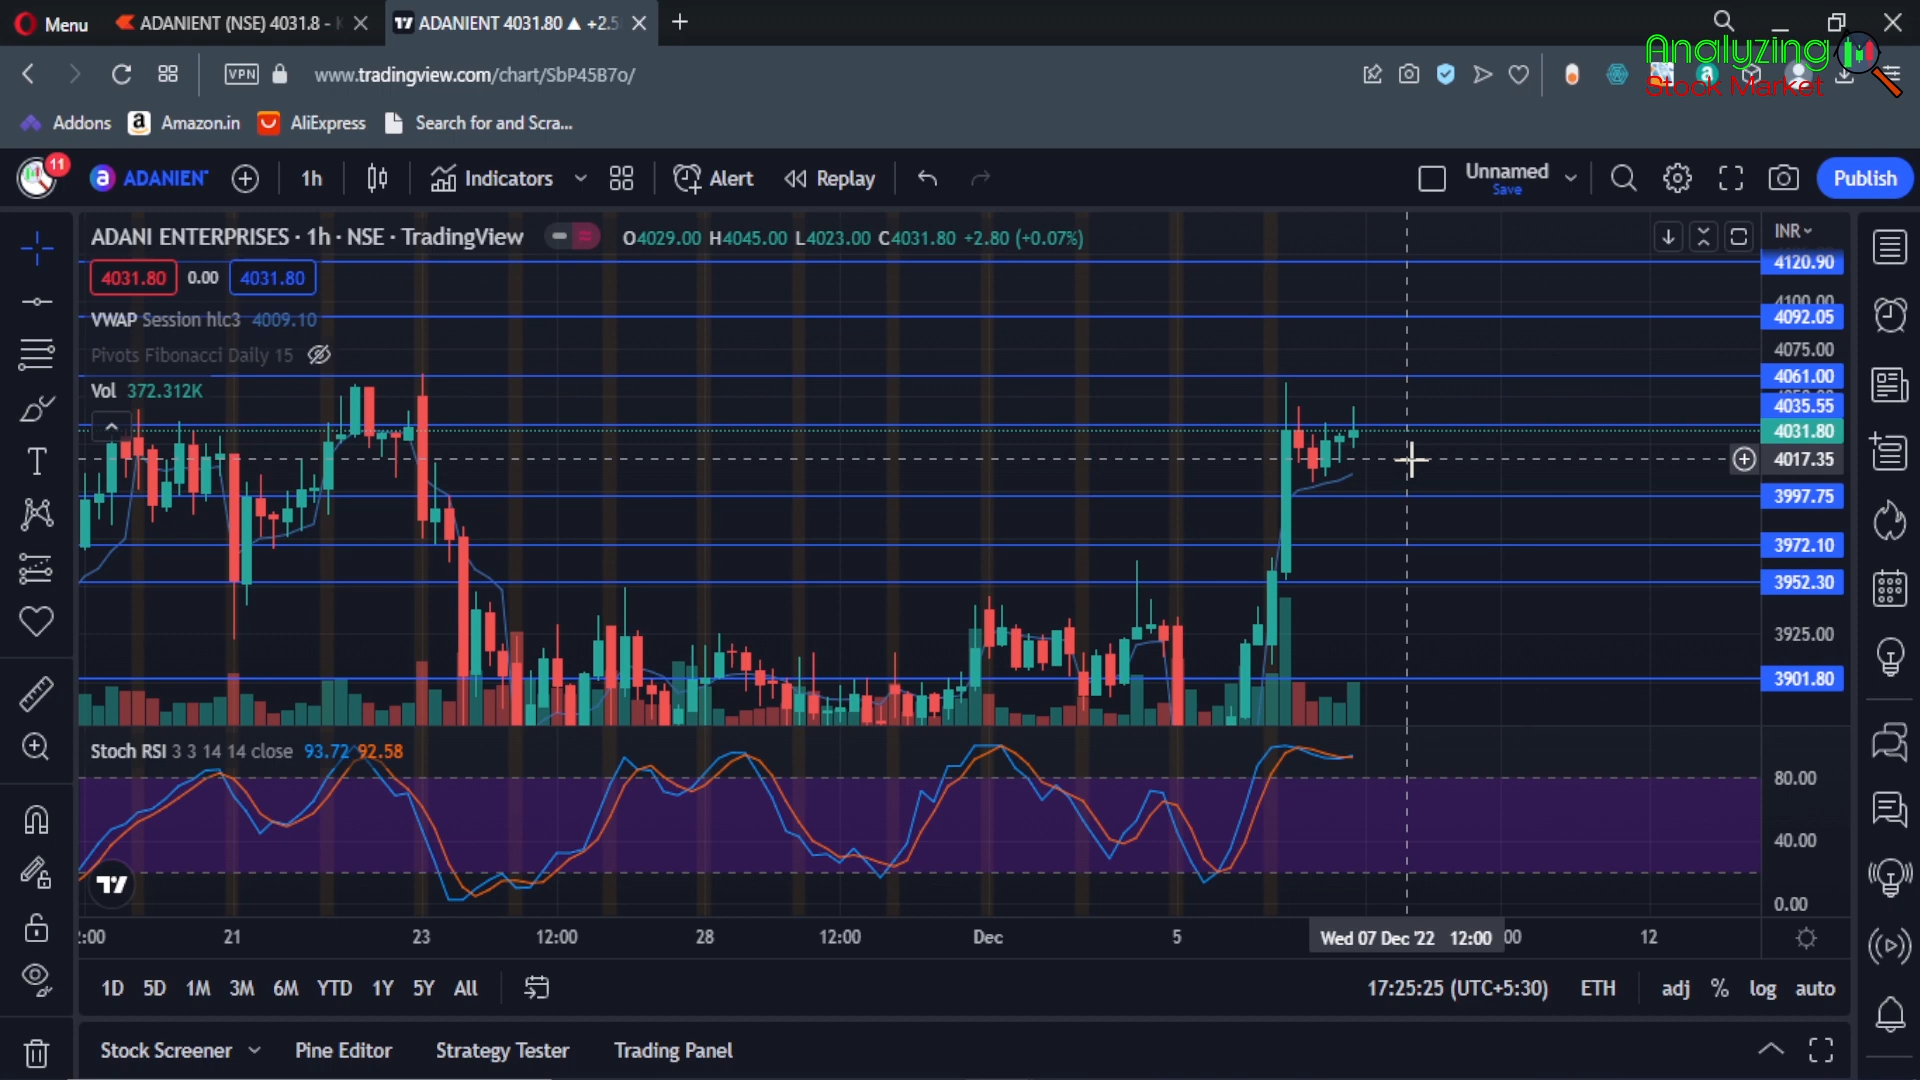 Menu
ADANIENT (NSE) 4031.8 -
ADANIENT 4031.80 ▲ +2.5
Analyzing
Stock Market
VPN
www.tradingview.com/chart/SbP45B7o/
Addons
Amazon.in
AliExpress
Search for and Scra...
11
ADANIENT
1h
Indicators
Alert
Replay
Unnamed
Save
Publish
ADANI ENTERPRISES · 1h · NSE · TradingView
O4029.00 H4045.00 L4023.00 C4031.80 +2.80 (+0.07%)
INR
4031.80 0.00 4031.80
VWAP Session hlc3 4009.10
Pivots Fibonacci Daily 15
Vol 372.312K
4120.90
4100.00
4092.05
4075.00
4061.00
4035.55
4031.80
4017.35
3997.75
3972.10
3952.30
3925.00
3901.80
Stoch RSI 3 3 14 14 close 93.72 92.58
80.00
40.00
0.00
:00 21 23 12:00 28 12:00 Dec 5 Wed 07 Dec '22 12:00 00 12
1D 5D 1M 3M 6M YTD 1Y 5Y All
17:25:25 (UTC+5:30) ETH adj % log auto
Stock Screener Pine Editor Strategy Tester Trading Panel